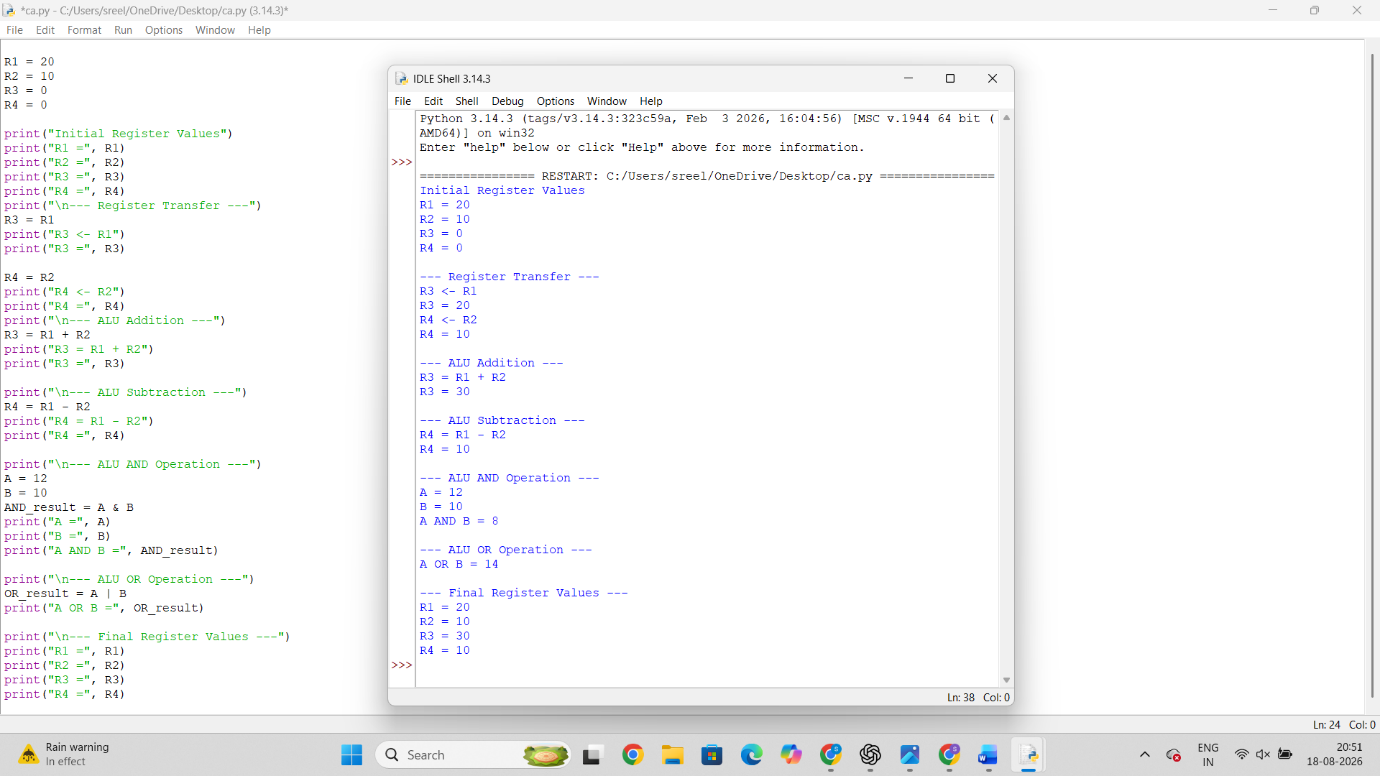 *ca.py - C:/Users/sreel/OneDrive/Desktop/ca.py (3.14.3)*
File Edit Format Run Options Window Help
R1 = 20
R2 = 10
R3 = 0
R4 = 0
print("Initial Register Values")
print("R1 =", R1)
print("R2 =", R2)
print("R3 =", R3)
print("R4 =", R4)
print("\n--- Register Transfer ---")
R3 = R1
print("R3 <- R1")
print("R3 =", R3)
R4 = R2
print("R4 <- R2")
print("R4 =", R4)
print("\n--- ALU Addition ---")
R3 = R1 + R2
print("R3 = R1 + R2")
print("R3 =", R3)
print("\n--- ALU Subtraction ---")
R4 = R1 - R2
print("R4 = R1 - R2")
print("R4 =", R4)
print("\n--- ALU AND Operation ---")
A = 12
B = 10
AND_result = A & B
print("A =", A)
print("B =", B)
print("A AND B =", AND_result)
print("\n--- ALU OR Operation ---")
OR_result = A | B
print("A OR B =", OR_result)
print("\n--- Final Register Values ---")
print("R1 =", R1)
print("R2 =", R2)
print("R3 =", R3)
print("R4 =", R4)
IDLE Shell 3.14.3
File Edit Shell Debug Options Window Help
Python 3.14.3 (tags/v3.14.3:323c59a, Feb  3 2026, 16:04:56) [MSC v.1944 64 bit (
AMD64)] on win32
Enter "help" below or click "Help" above for more information.
>>>
================ RESTART: C:/Users/sreel/OneDrive/Desktop/ca.py ================
Initial Register Values
R1 = 20
R2 = 10
R3 = 0
R4 = 0
--- Register Transfer ---
R3 <- R1
R3 = 20
R4 <- R2
R4 = 10
--- ALU Addition ---
R3 = R1 + R2
R3 = 30
--- ALU Subtraction ---
R4 = R1 - R2
R4 = 10
--- ALU AND Operation ---
A = 12
B = 10
A AND B = 8
--- ALU OR Operation ---
A OR B = 14
--- Final Register Values ---
R1 = 20
R2 = 10
R3 = 30
R4 = 10
>>>
Ln: 38 Col: 0
Ln: 24 Col: 0
Rain warning
In effect
Search
ENG
IN
20:51
18-08-2026